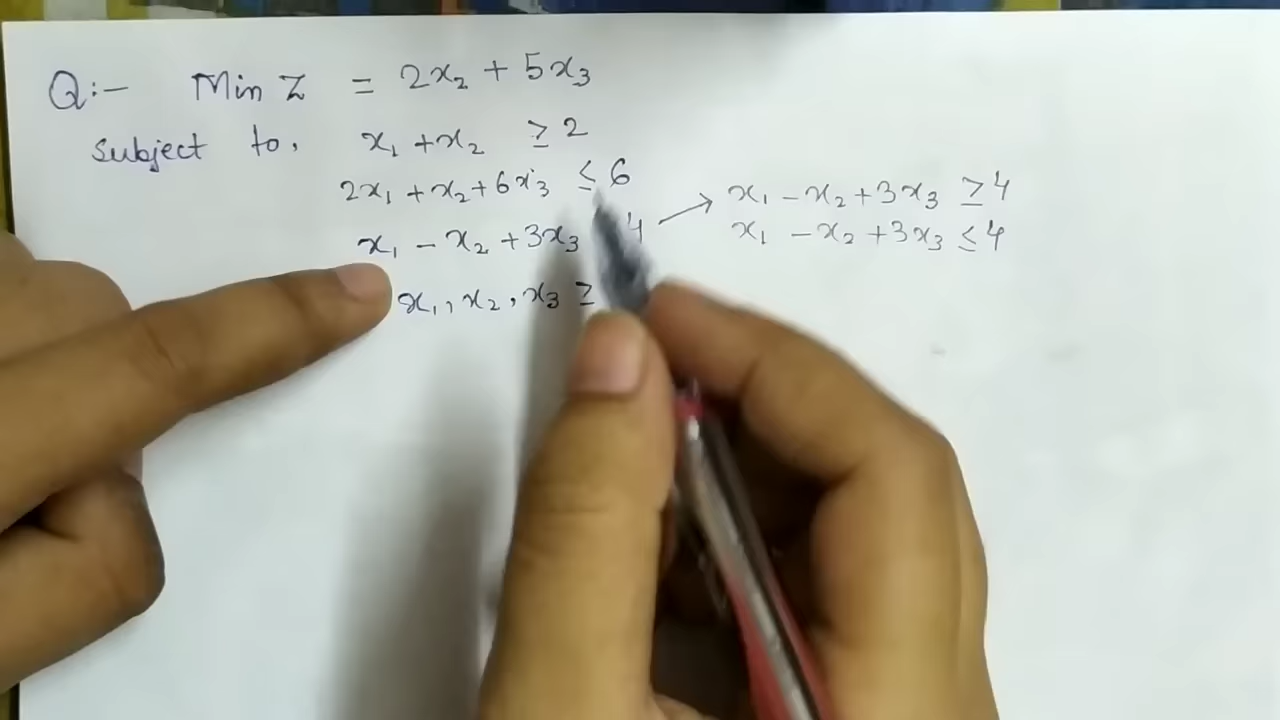 Q:- Min Z = 2x₂ + 5x₃
Subject to, x₁ + x₂ ≥ 2
2x₁ + x₂ + 6x₃ ≤ 6
x₁ - x₂ + 3x₃ 4 → x₁ - x₂ + 3x₃ ≥ 4
x₁ - x₂ + 3x₃ ≤ 4
x₁, x₂, x₃ ≥